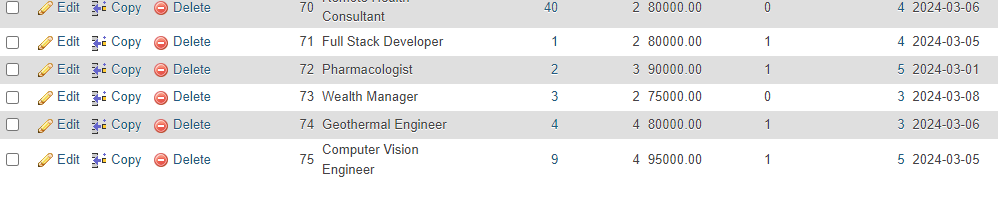 Edit Copy Delete 70 Remote Health 40 2 80000.00 0 4 2024-03-06
Consultant
Edit Copy Delete 71 Full Stack Developer 1 2 80000.00 1 4 2024-03-05
Edit Copy Delete 72 Pharmacologist 2 3 90000.00 1 5 2024-03-01
Edit Copy Delete 73 Wealth Manager 3 2 75000.00 0 3 2024-03-08
Edit Copy Delete 74 Geothermal Engineer 4 4 80000.00 1 3 2024-03-06
Edit Copy Delete 75 Computer Vision 9 4 95000.00 1 5 2024-03-05
Engineer